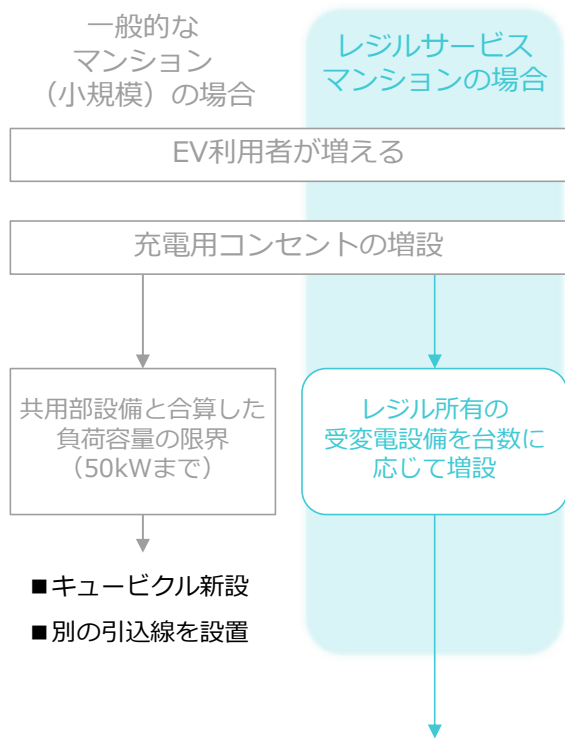 一般的な
マンション
（小規模）の場合
レジルサービス
マンションの場合
EV利用者が増える
充電用コンセントの増設
共用部設備と合算した
負荷容量の限界
（50kWまで）
レジル所有の
受変電設備を台数に
応じて増設
■キュービクル新設
■別の引込線を設置